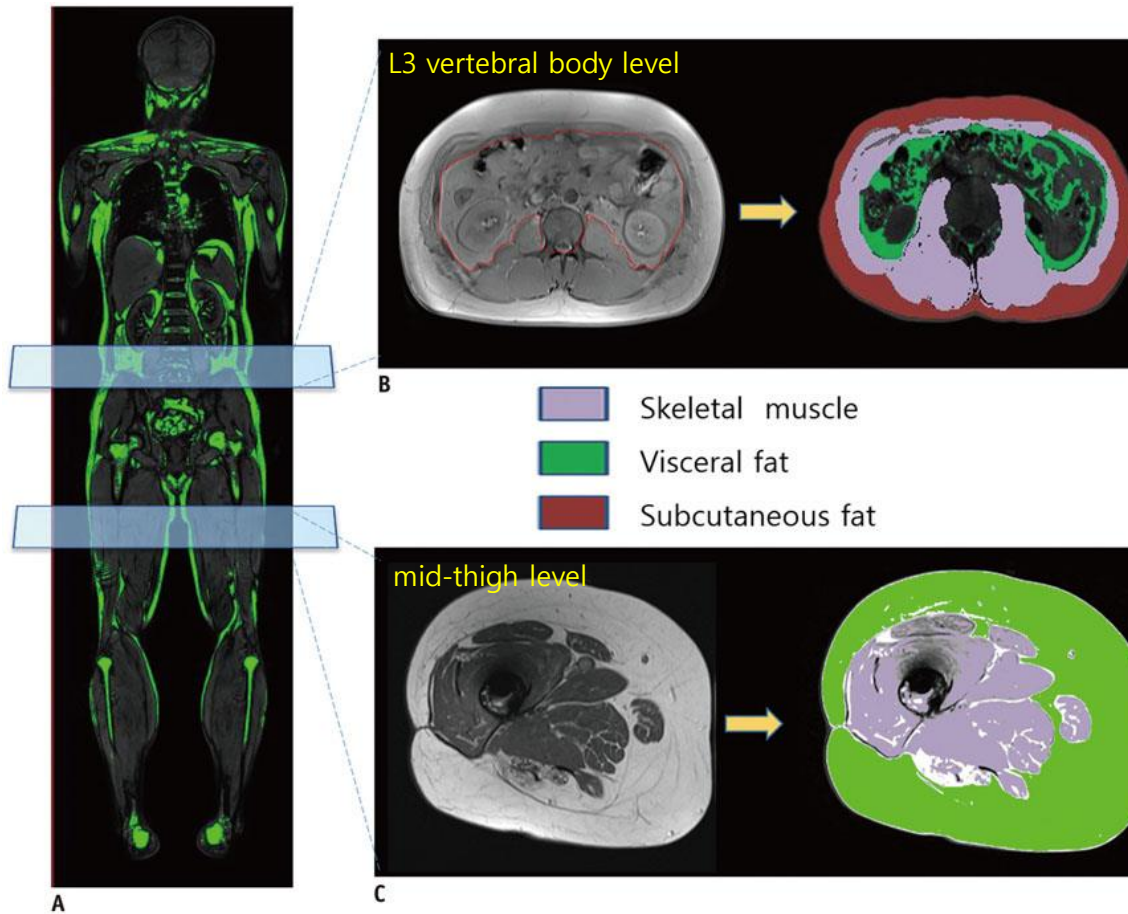 L3 vertebral body level
B
Skeletal muscle
Visceral fat
Subcutaneous fat
mid-thigh level
A
C